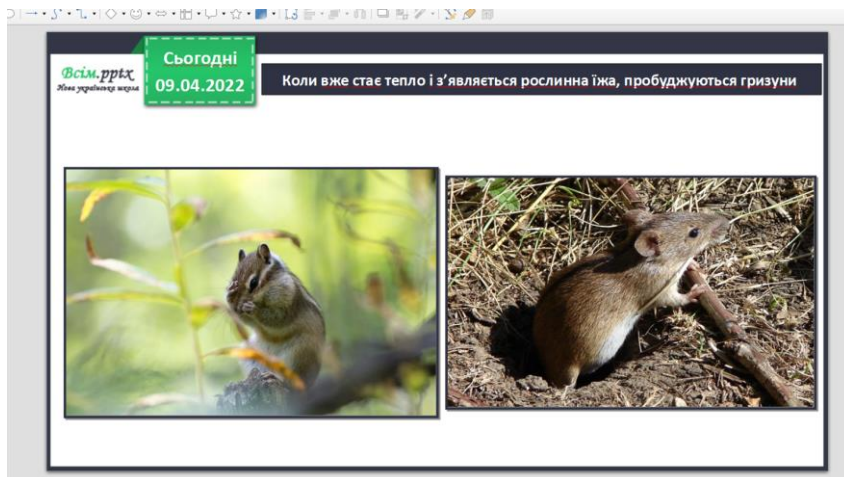 Всім.pptx
Нова українська школа
Сьогодні
09.04.2022
Коли вже стає тепло і з’являється рослинна їжа, пробуджуються гризуни